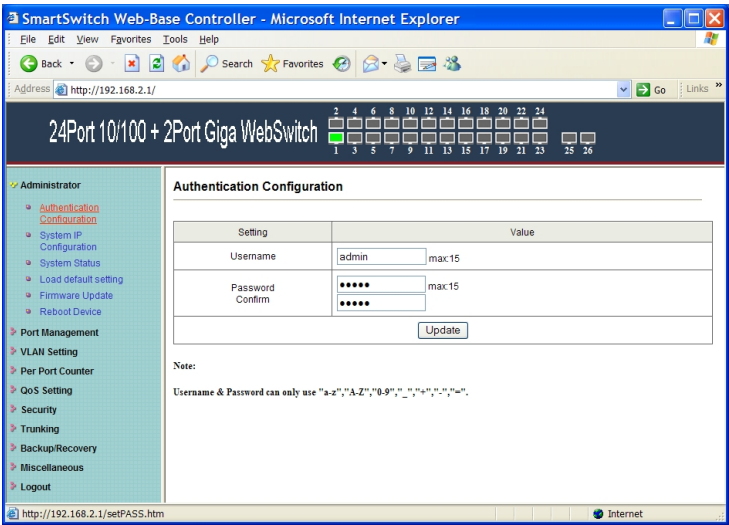 SmartSwitch Web-Base Controller - Microsoft Internet Explorer
File Edit View Favorites Tools Help
Back Search Favorites
Address http://192.168.2.1/ Go Links »
24Port 10/100 + 2Port Giga WebSwitch
2 4 6 8 10 12 14 16 18 20 22 24
1 3 5 7 9 11 13 15 17 19 21 23 25 26
Administrator
Authentication
Configuration
System IP
Configuration
System Status
Load default setting
Firmware Update
Reboot Device
Port Management
VLAN Setting
Per Port Counter
QoS Setting
Security
Trunking
Backup/Recovery
Miscellaneous
Logout
Authentication Configuration
Setting Value
Username admin max:15
Password ●●●●● max:15
Confirm ●●●●●
Update
Note:
Username & Password can only use "a-z","A-Z","0-9","_","+","-","=".
http://192.168.2.1/setPASS.htm Internet